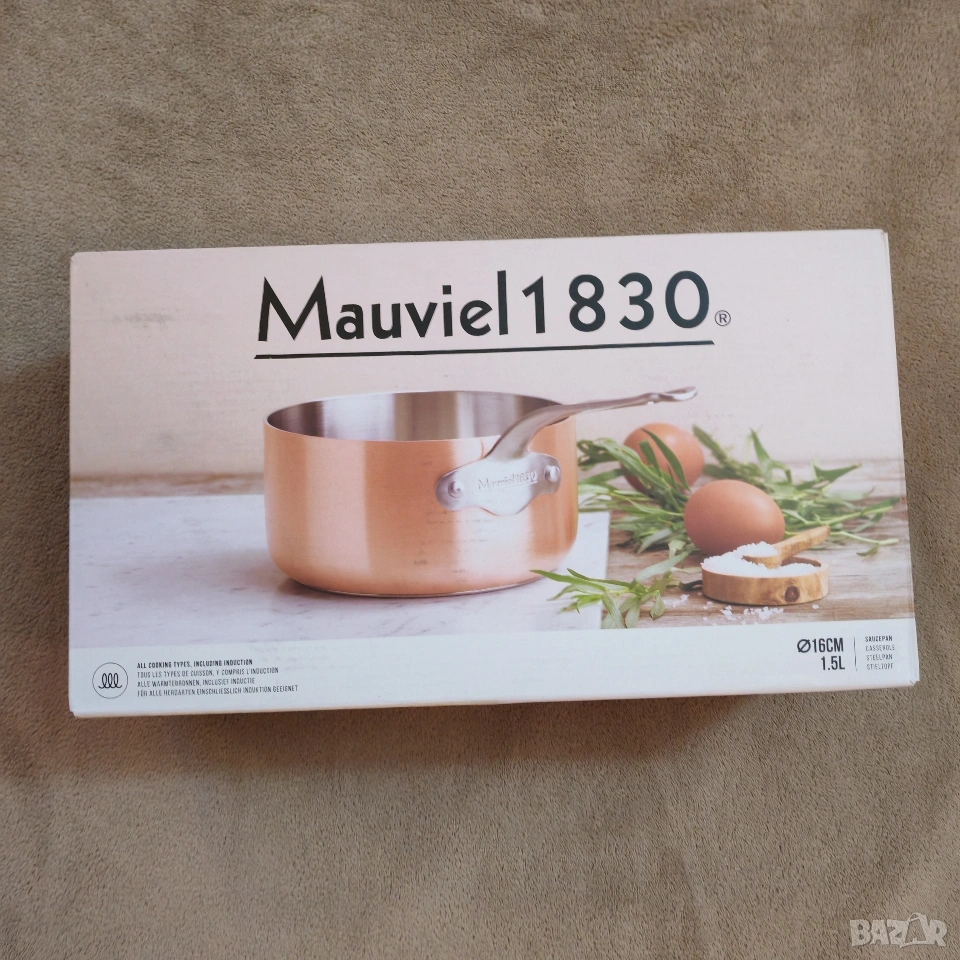 Mauviel1830®
Mauviel1830
ALL COOKING TYPES, INCLUDING INDUCTION
TOUS LES TYPES DE CUISSON, Y COMPRIS L'INDUCTION
ALLE WARMTEBRONNEN, INCLUSIEF INDUCTIE
FÜR ALLE HERDARTEN EINSCHLIESSLICH INDUKTION GEEIGNET
Ø16CM
1.5L
SAUCEPAN
CASSEROLE
STEELPAN
STIELTOPF
BAZAR